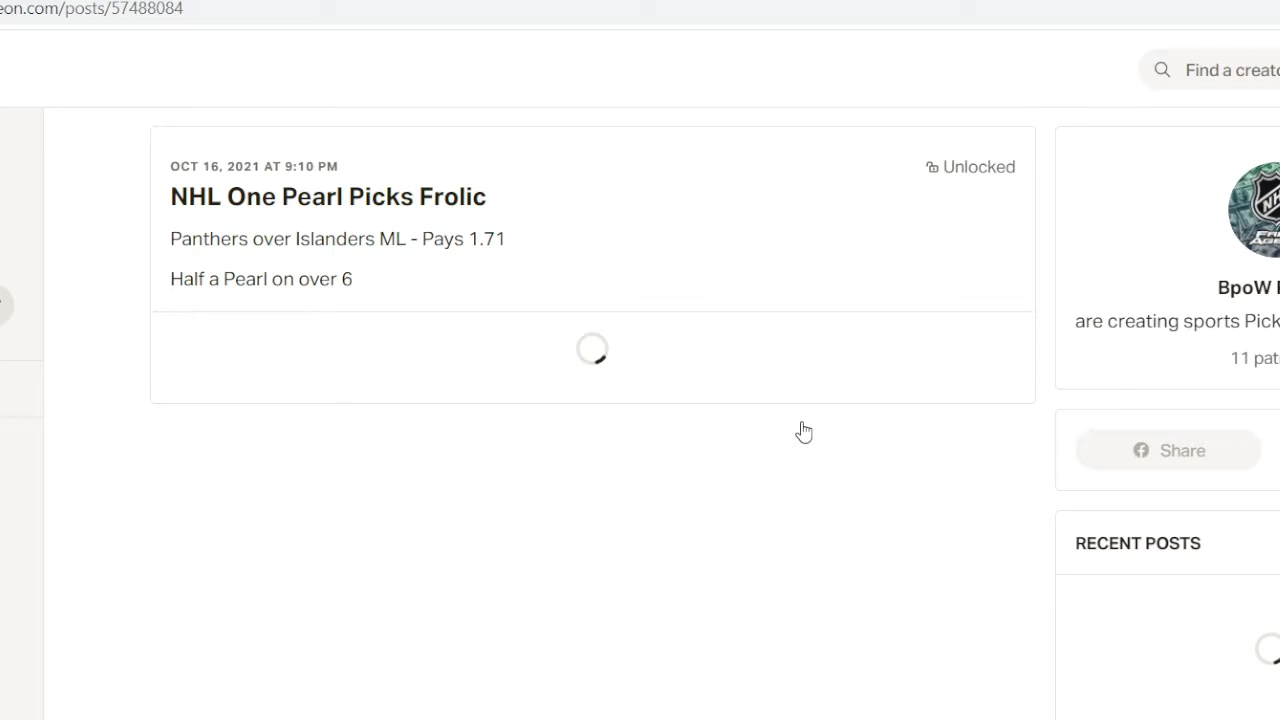 eon.com/posts/57488084
Find a creato
OCT 16, 2021 AT 9:10 PM
Unlocked
NHL One Pearl Picks Frolic
Panthers over Islanders ML - Pays 1.71
Half a Pearl on over 6
BpoW
are creating sports Pick
11 pat
Share
RECENT POSTS